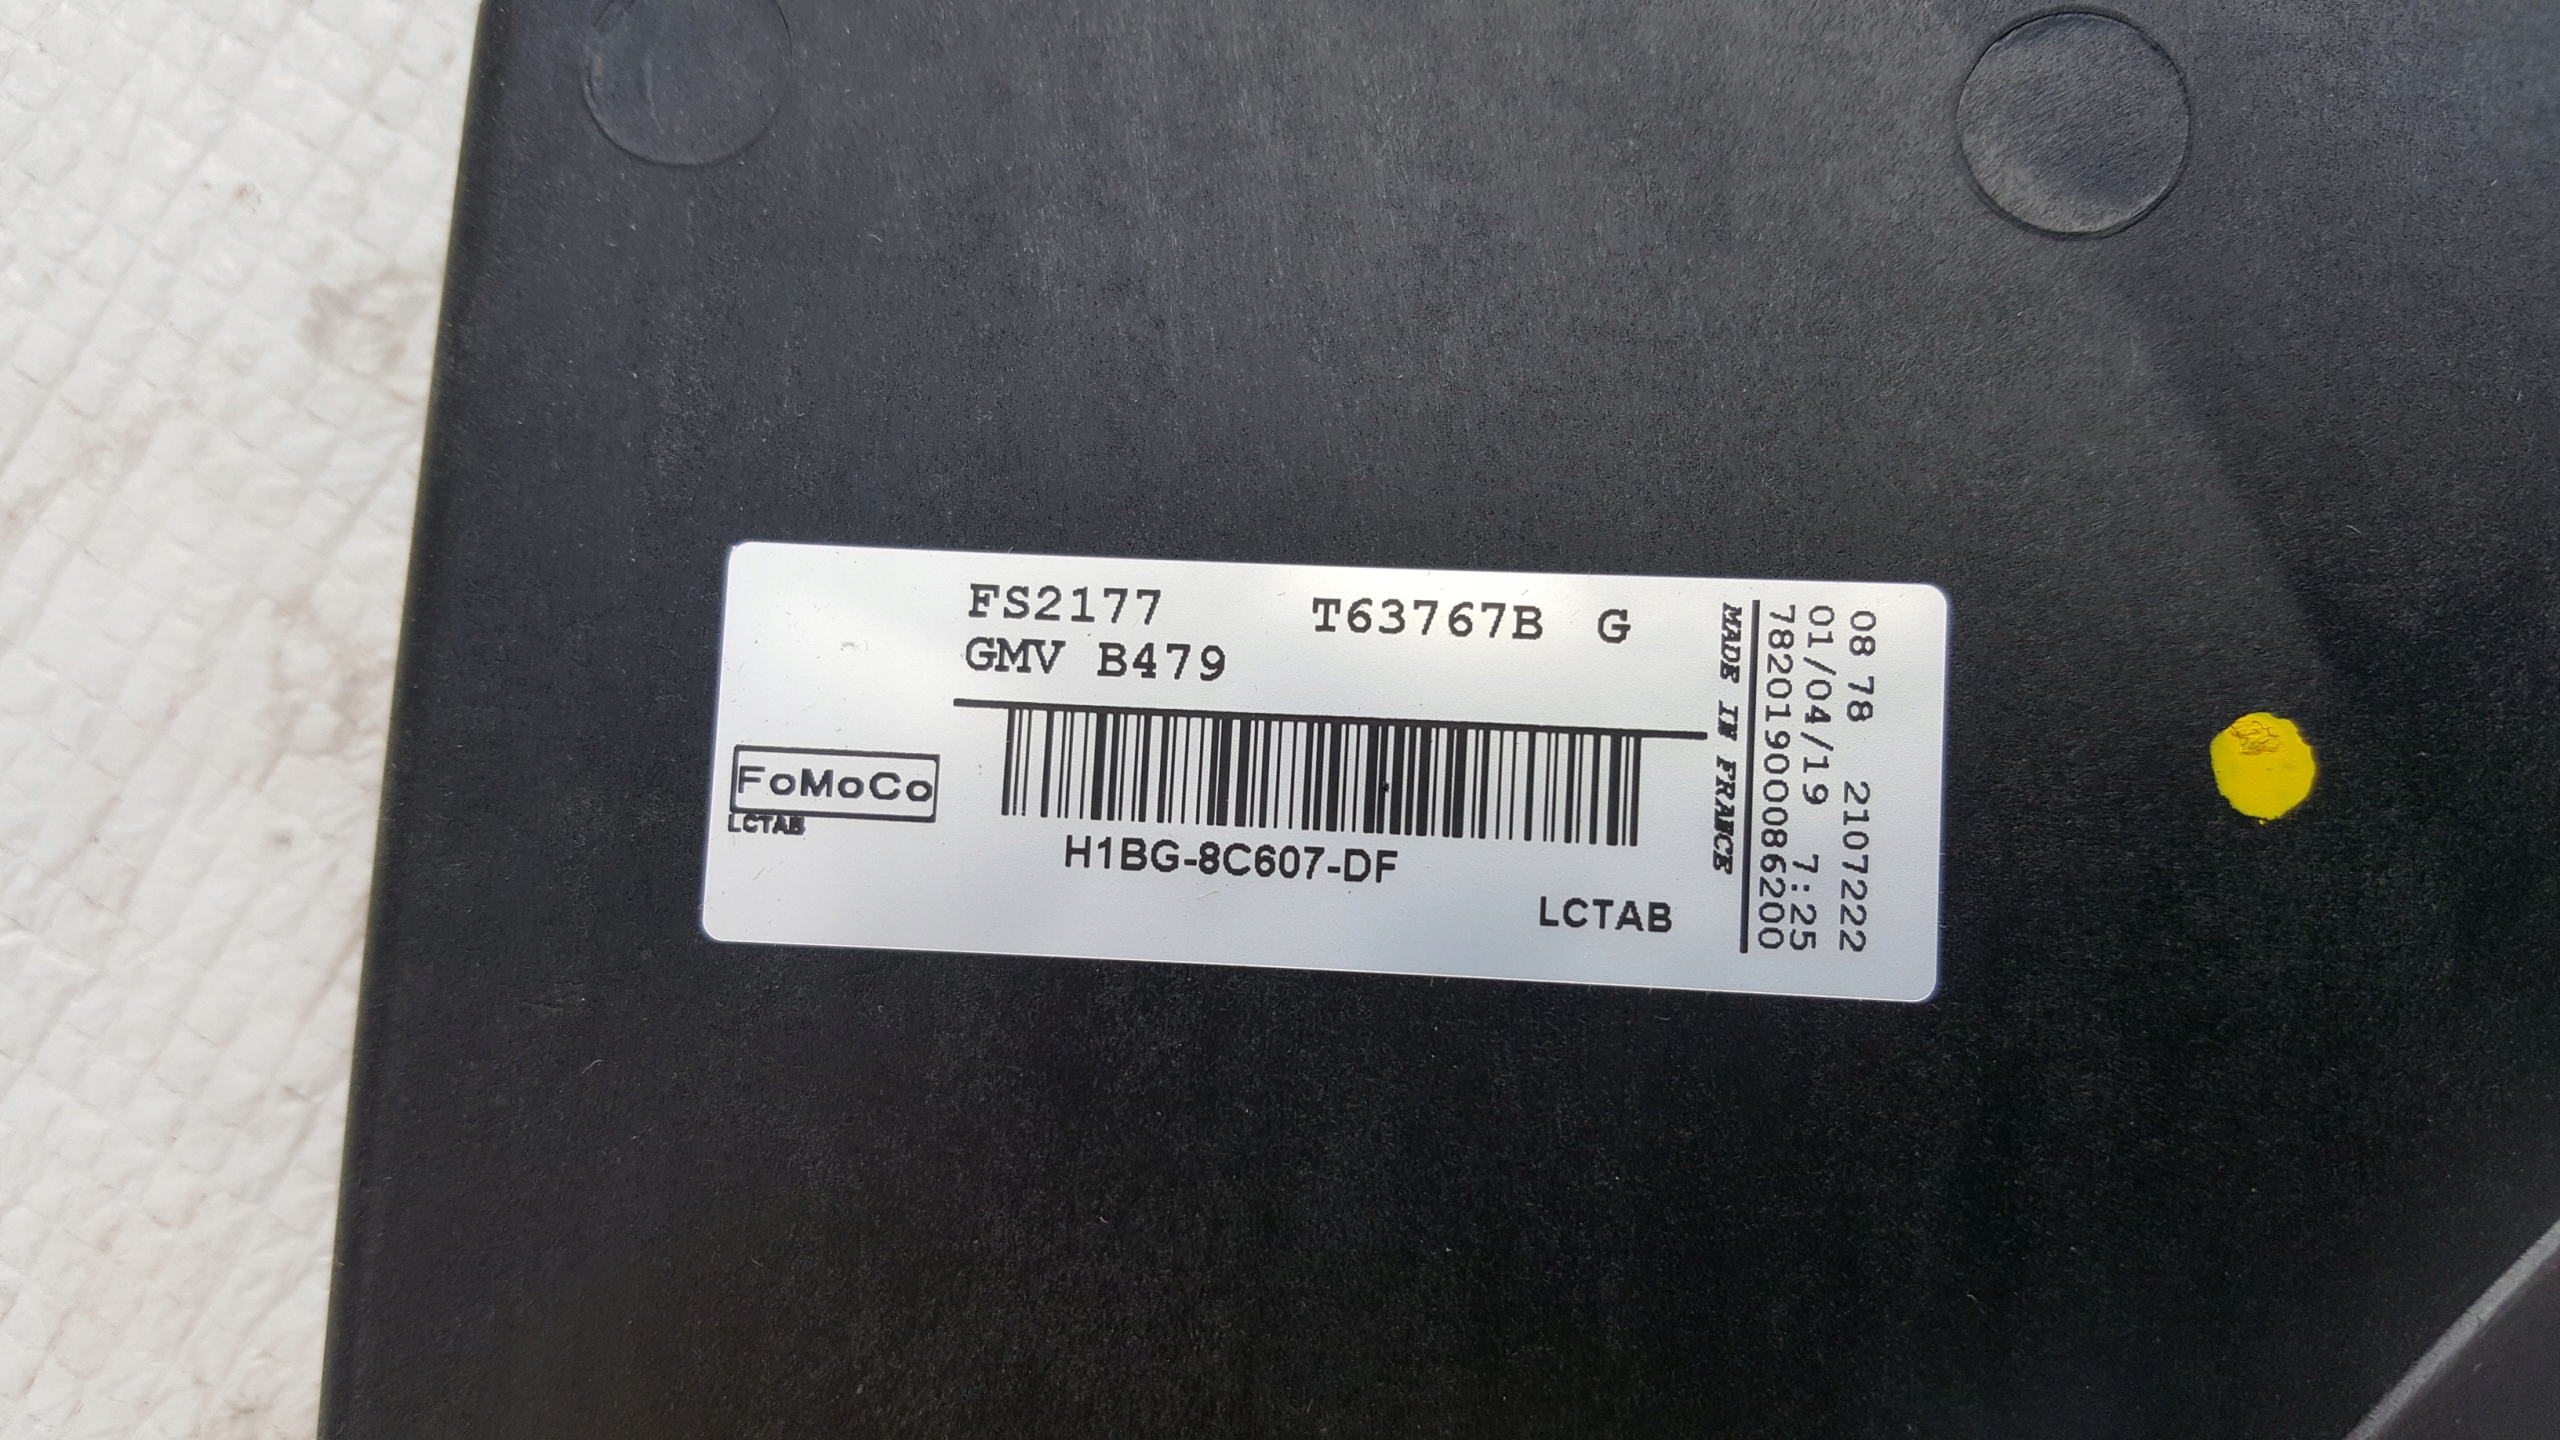 FS2177 T63767B G
GMV B479
FoMoCo
LCTAB
H1BG-8C607-DF
LCTAB
MADE IN FRANCE
78201900086200
01/04/19 7:25
08 78 2107222